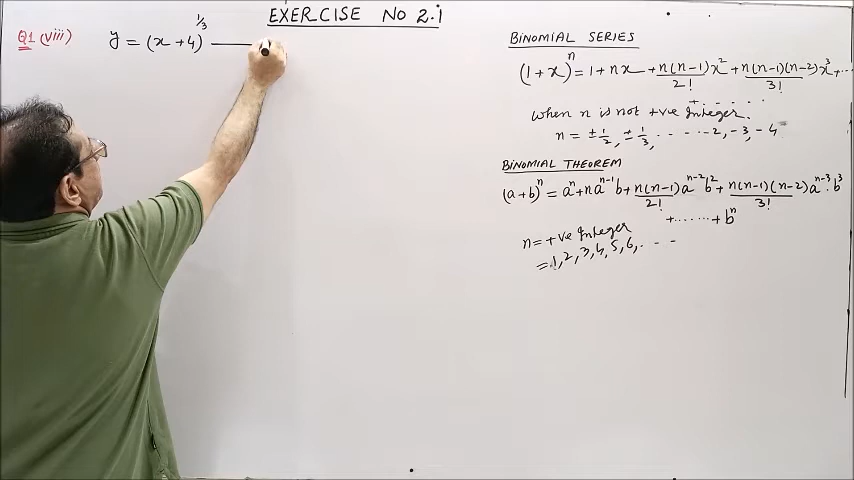 EXERCISE No 2.1
Q1 (viii) y = (x + 4)^1/3
BINOMIAL SERIES
(1 + x)^n = 1 + nx + n(n-1)/2! x^2 + n(n-1)(n-2)/3! x^3 + ...
+ . . . . .
When n is not +ve Integer.
n = ± 1/2, ± 1/3, . . . . . -2, -3, -4
BINOMIAL THEOREM
(a + b)^n = a^n + n a^n-1 b + n(n-1)/2! a^n-2 b^2 + n(n-1)(n-2)/3! a^n-3 . b^3
+ . . . . . . + b^n
n = +ve Integer
= 1, 2, 3, 4, 5, 6, . - - -